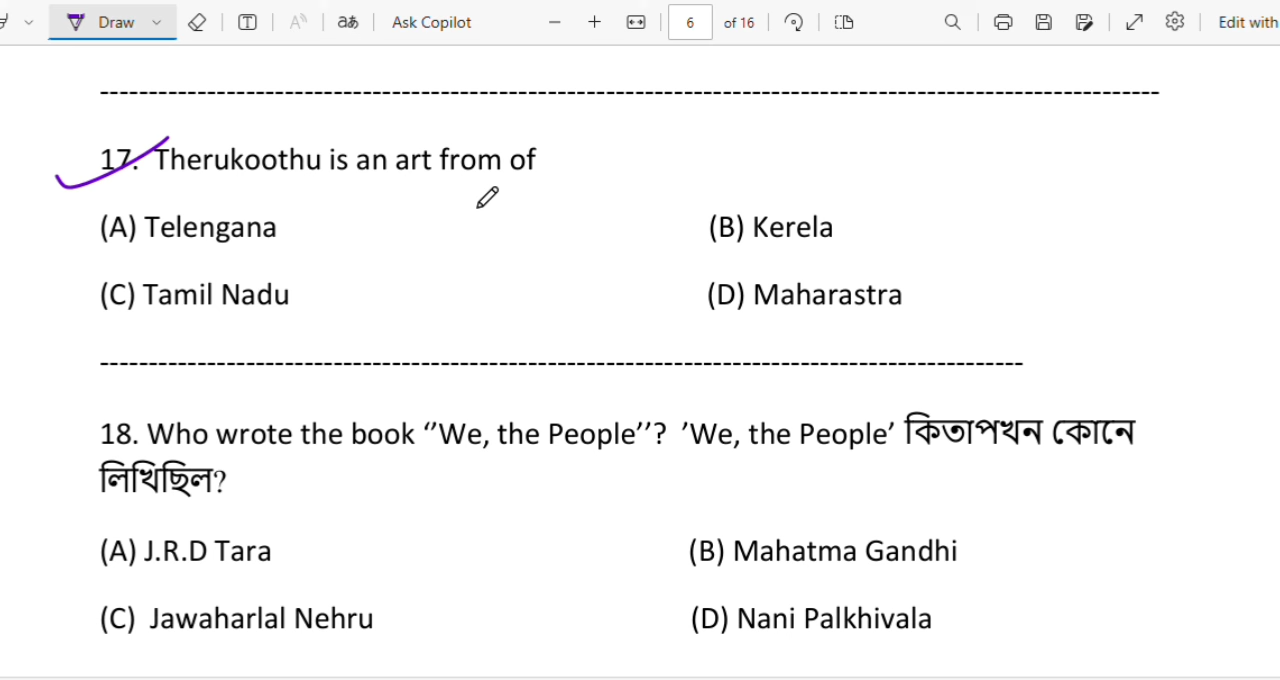 Draw aあ Ask Copilot 6 of 16 Edit with
17. Therukoothu is an art from of
(A) Telengana (B) Kerela
(C) Tamil Nadu (D) Maharastra
18. Who wrote the book ‘’We, the People’’? ’We, the People’ কিতাপখন কোনে
লিখিছিল?
(A) J.R.D Tara (B) Mahatma Gandhi
(C) Jawaharlal Nehru (D) Nani Palkhivala